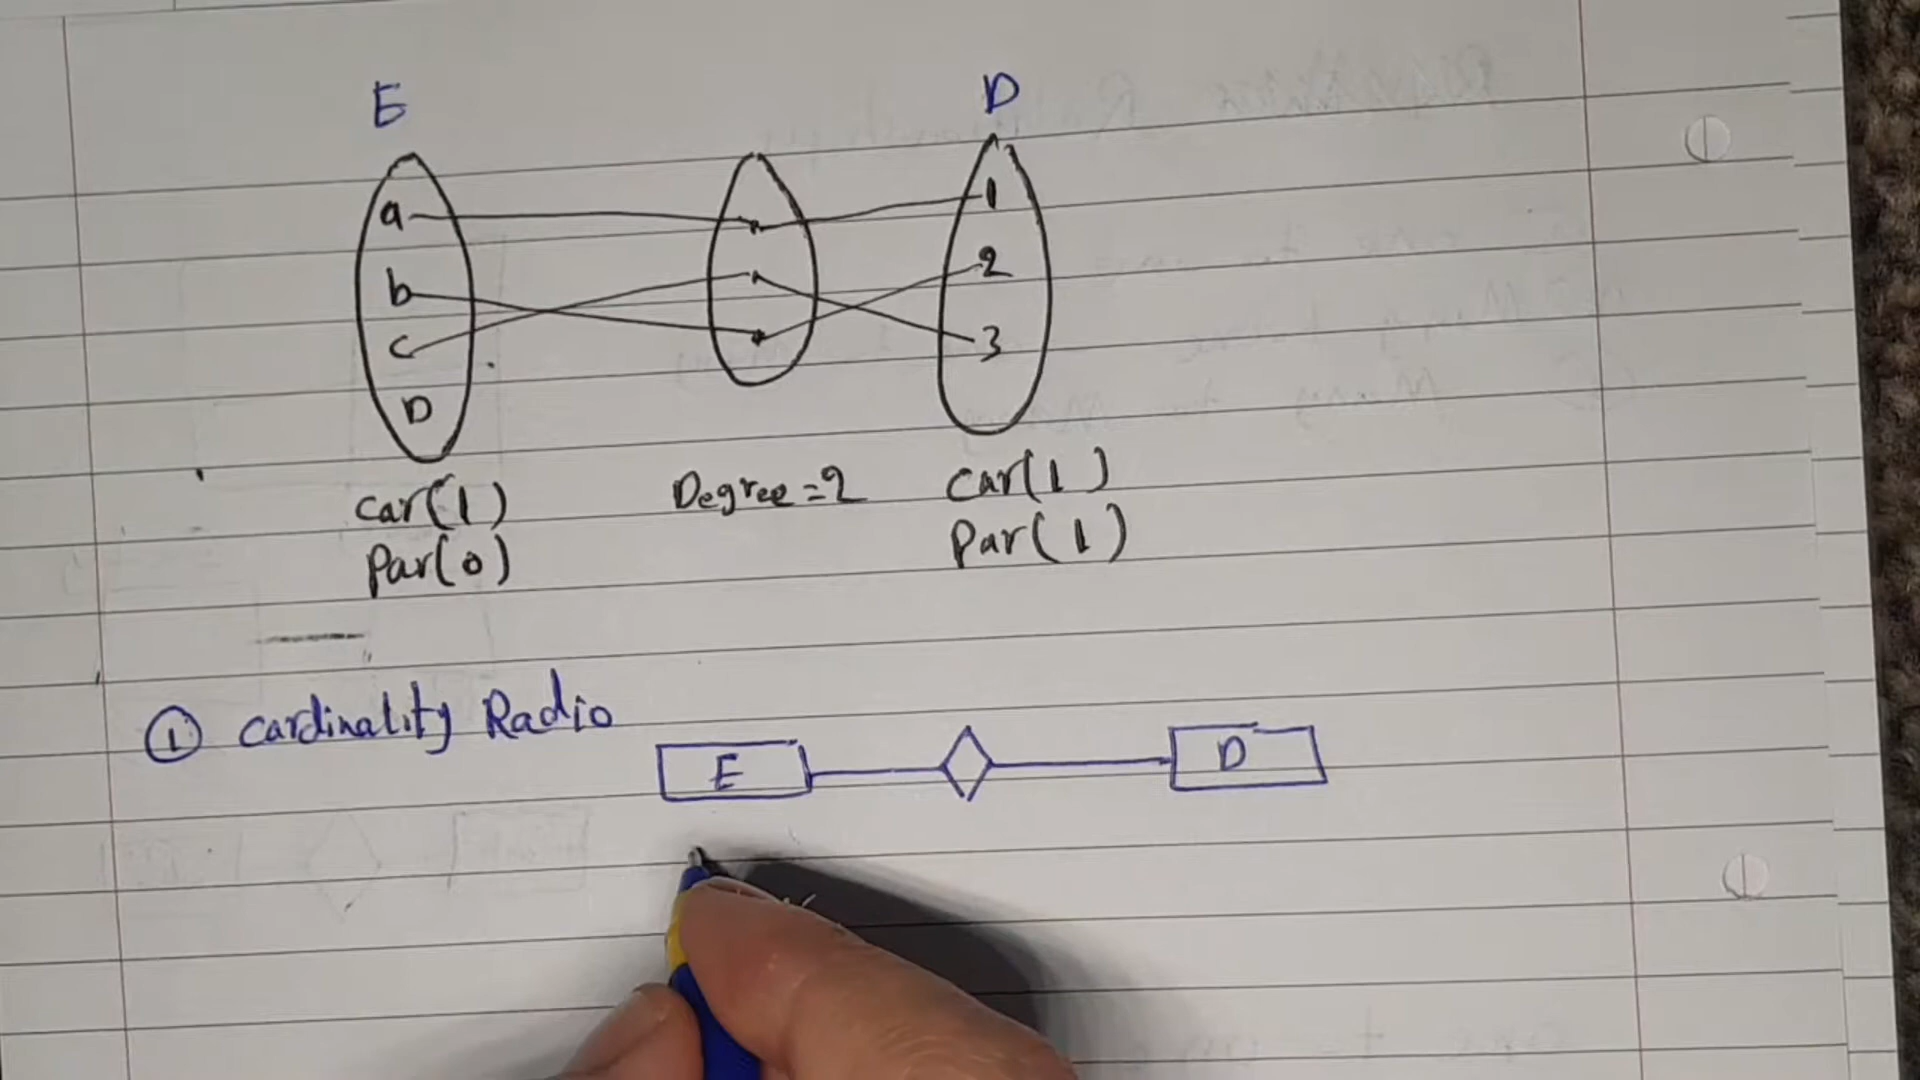 E D
a 1
b 2
c 3
D
car(1) Degree=2 car(1)
Par(0) Par(1)
① cardinality Radio
E D